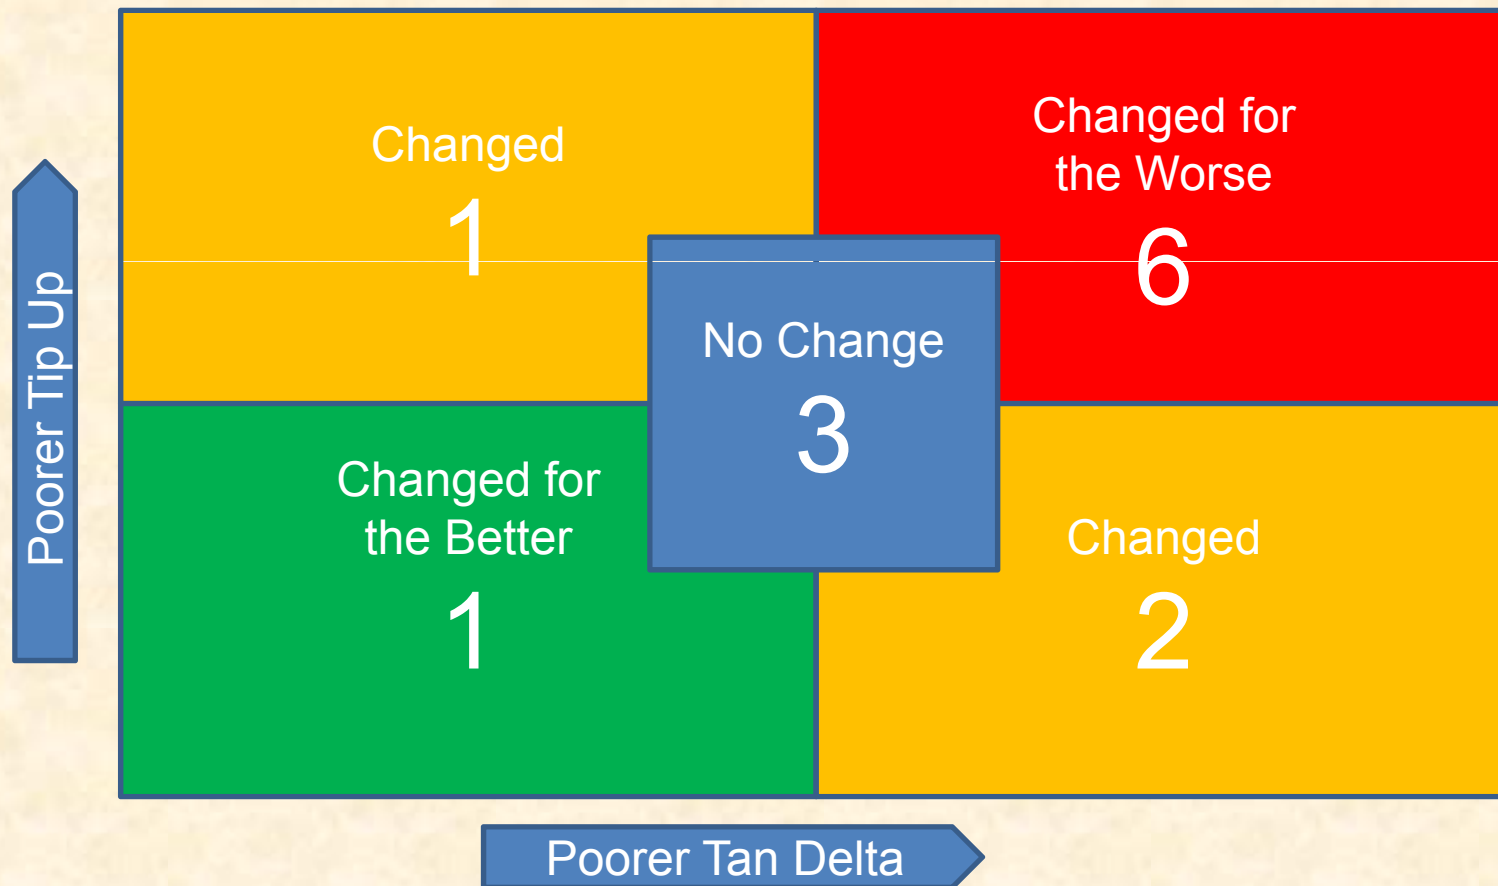 Changed
1
Changed for
the Worse
6
Poorer Tip Up
No Change
3
Changed for
the Better
1
Changed
2
Poorer Tan Delta